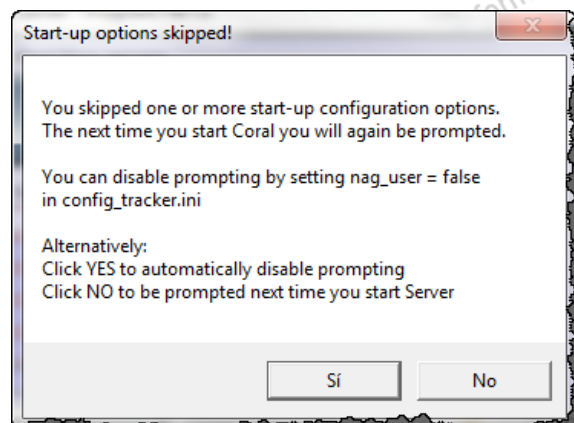 Start-up options skipped!
You skipped one or more start-up configuration options.
The next time you start Coral you will again be prompted.
You can disable prompting by setting nag_user = false
in config_tracker.ini
Alternatively:
Click YES to automatically disable prompting
Click NO to be prompted next time you start Server
Sí
No